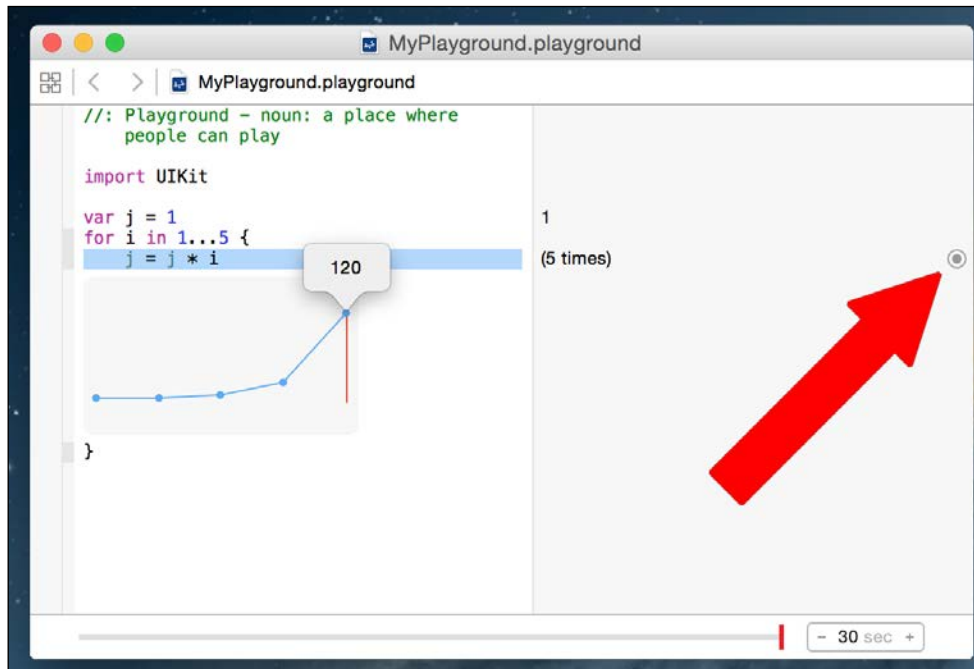 MyPlayground.playground
MyPlayground.playground
//: Playground – noun: a place where
people can play
import UIKit
var j = 1
1
for i in 1...5 {
j = j * i
(5 times)
120
}
- 30 sec +